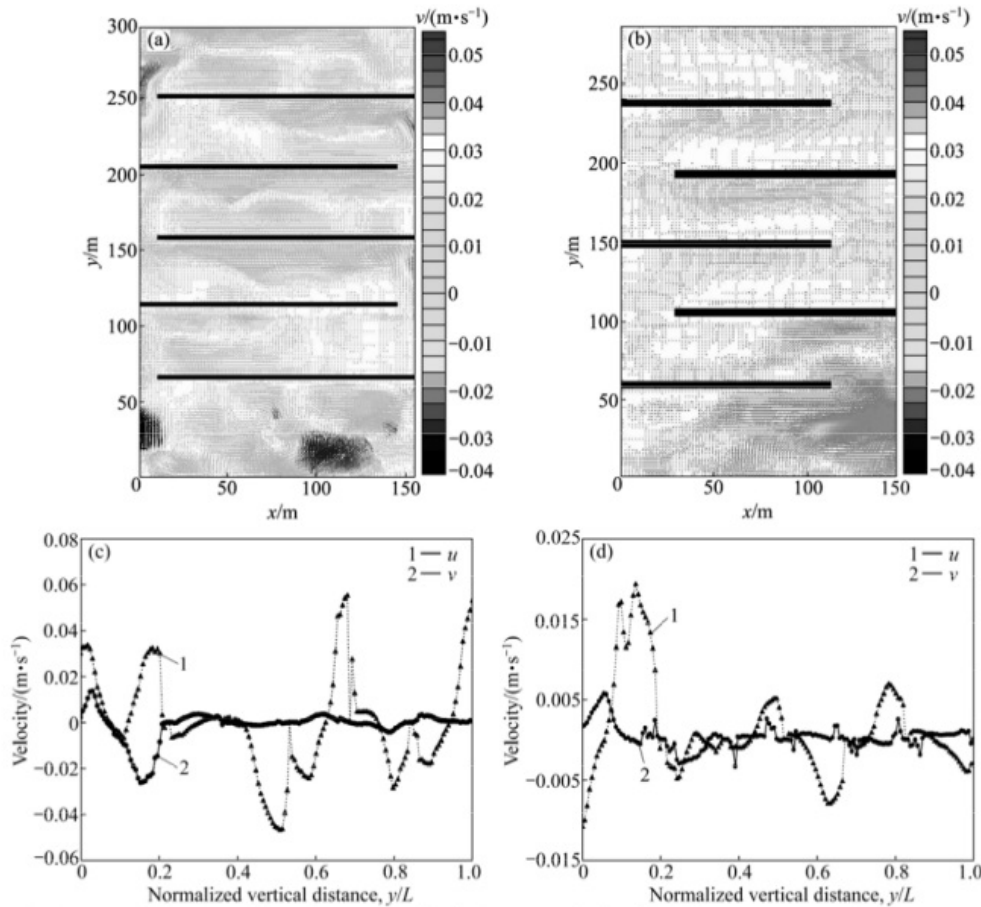 v/(m·s⁻¹)
(a)
300
250
200
150
100
50
0
50
100
150
y/m
x/m
0.05
0.04
0.03
0.01
0
−0.01
−0.02
−0.03
−0.04
v/(m·s⁻¹)
(b)
250
200
150
100
50
0
50
100
150
y/m
x/m
0.05
0.04
0.03
0.01
0
−0.01
−0.02
−0.03
−0.04
(c)
1 u
2 v
0.08
0.06
0.04
0.02
0
−0.02
−0.04
−0.06
1
2
Velocity/(m·s⁻¹)
0 0.2 0.4 0.6 0.8 1.0
Normalized vertical distance, y/L
(d)
1 u
2 v
0.025
0.015
0.005
−0.005
−0.015
1
2
Velocity/(m·s⁻¹)
0 0.2 0.4 0.6 0.8 1.0
Normalized vertical distance, y/L